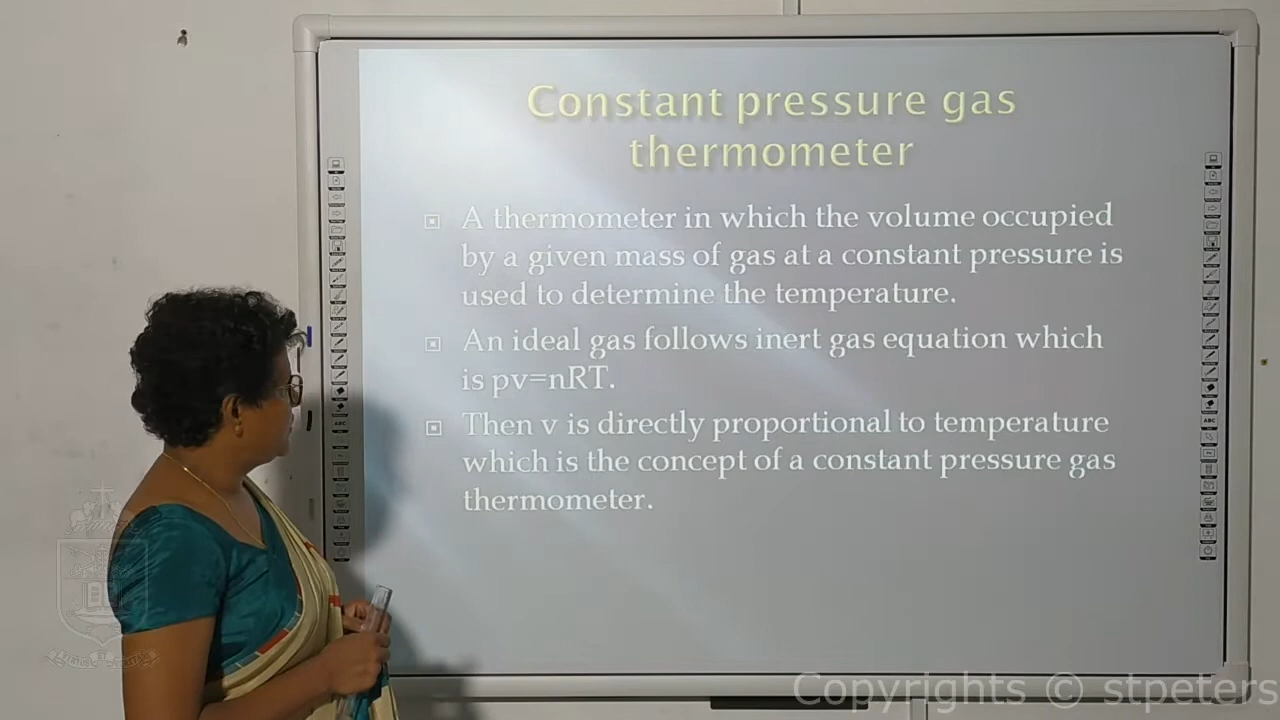 Constant pressure gas
thermometer
A thermometer in which the volume occupied
by a given mass of gas at a constant pressure is
used to determine the temperature.
An ideal gas follows inert gas equation which
is pv=nRT.
Then v is directly proportional to temperature
which is the concept of a constant pressure gas
thermometer.
Copyrights © stpeters